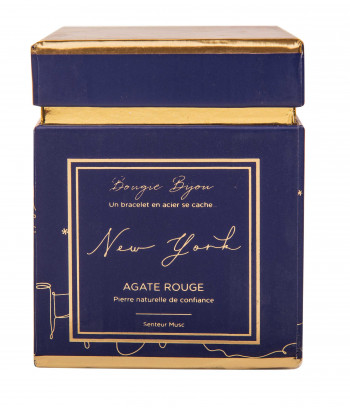 Bougie Byou
Un bracelet en acier se cache...
New York
AGATE ROUGE
Pierre naturelle de confiance
Senteur Musc